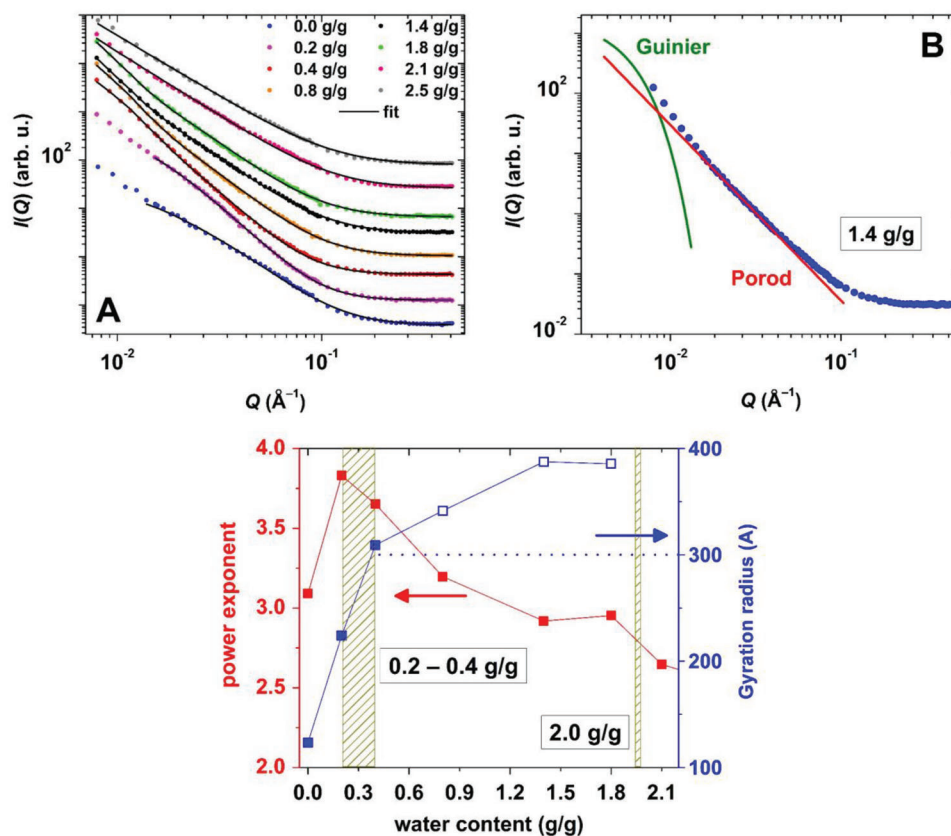 A
0.0 g/g
0.2 g/g
0.4 g/g
0.8 g/g
1.4 g/g
1.8 g/g
2.1 g/g
2.5 g/g
fit
I(Q) (arb. u.)
10²
10⁻² 10⁻¹
Q (Å⁻¹)
B
Guinier
Porod
1.4 g/g
I(Q) (arb. u.)
10²
10⁻²
10⁻² 10⁻¹
Q (Å⁻¹)
power exponent
4.0
3.5
3.0
2.5
2.0
0.2 – 0.4 g/g
2.0 g/g
400
300
200
100
Gyration radius (A)
0.0 0.3 0.6 0.9 1.2 1.5 1.8 2.1
water content (g/g)